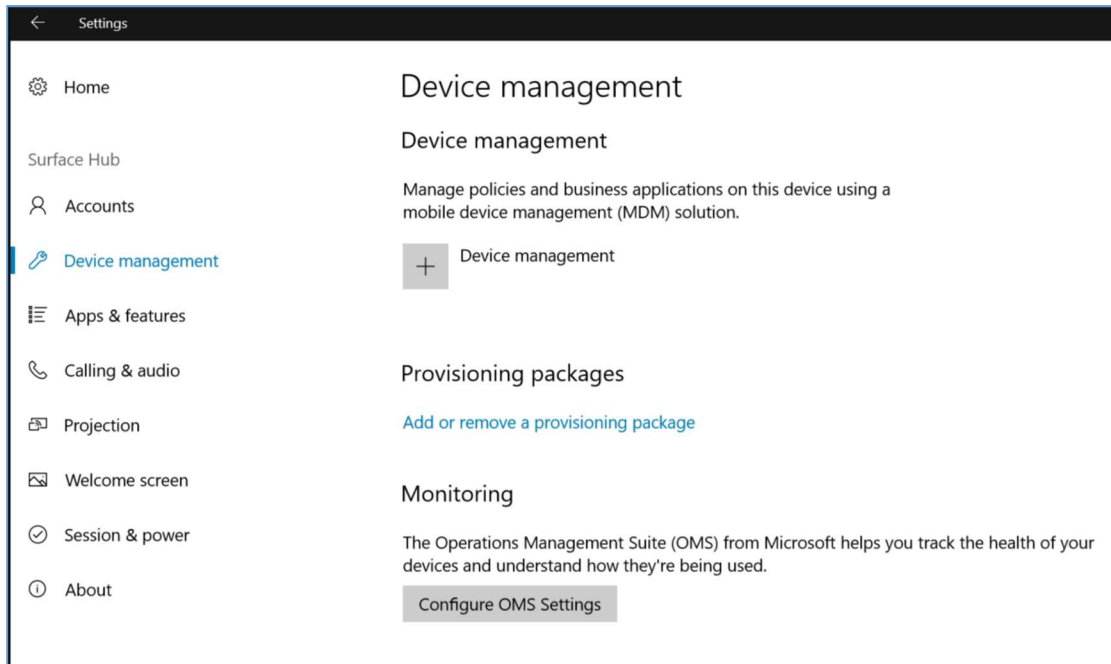 Settings
Home
Surface Hub
Accounts
Device management
Apps & features
Calling & audio
Projection
Welcome screen
Session & power
About
Device management
Device management
Manage policies and business applications on this device using a
mobile device management (MDM) solution.
Device management
Provisioning packages
Add or remove a provisioning package
Monitoring
The Operations Management Suite (OMS) from Microsoft helps you track the health of your
devices and understand how they're being used.
Configure OMS Settings